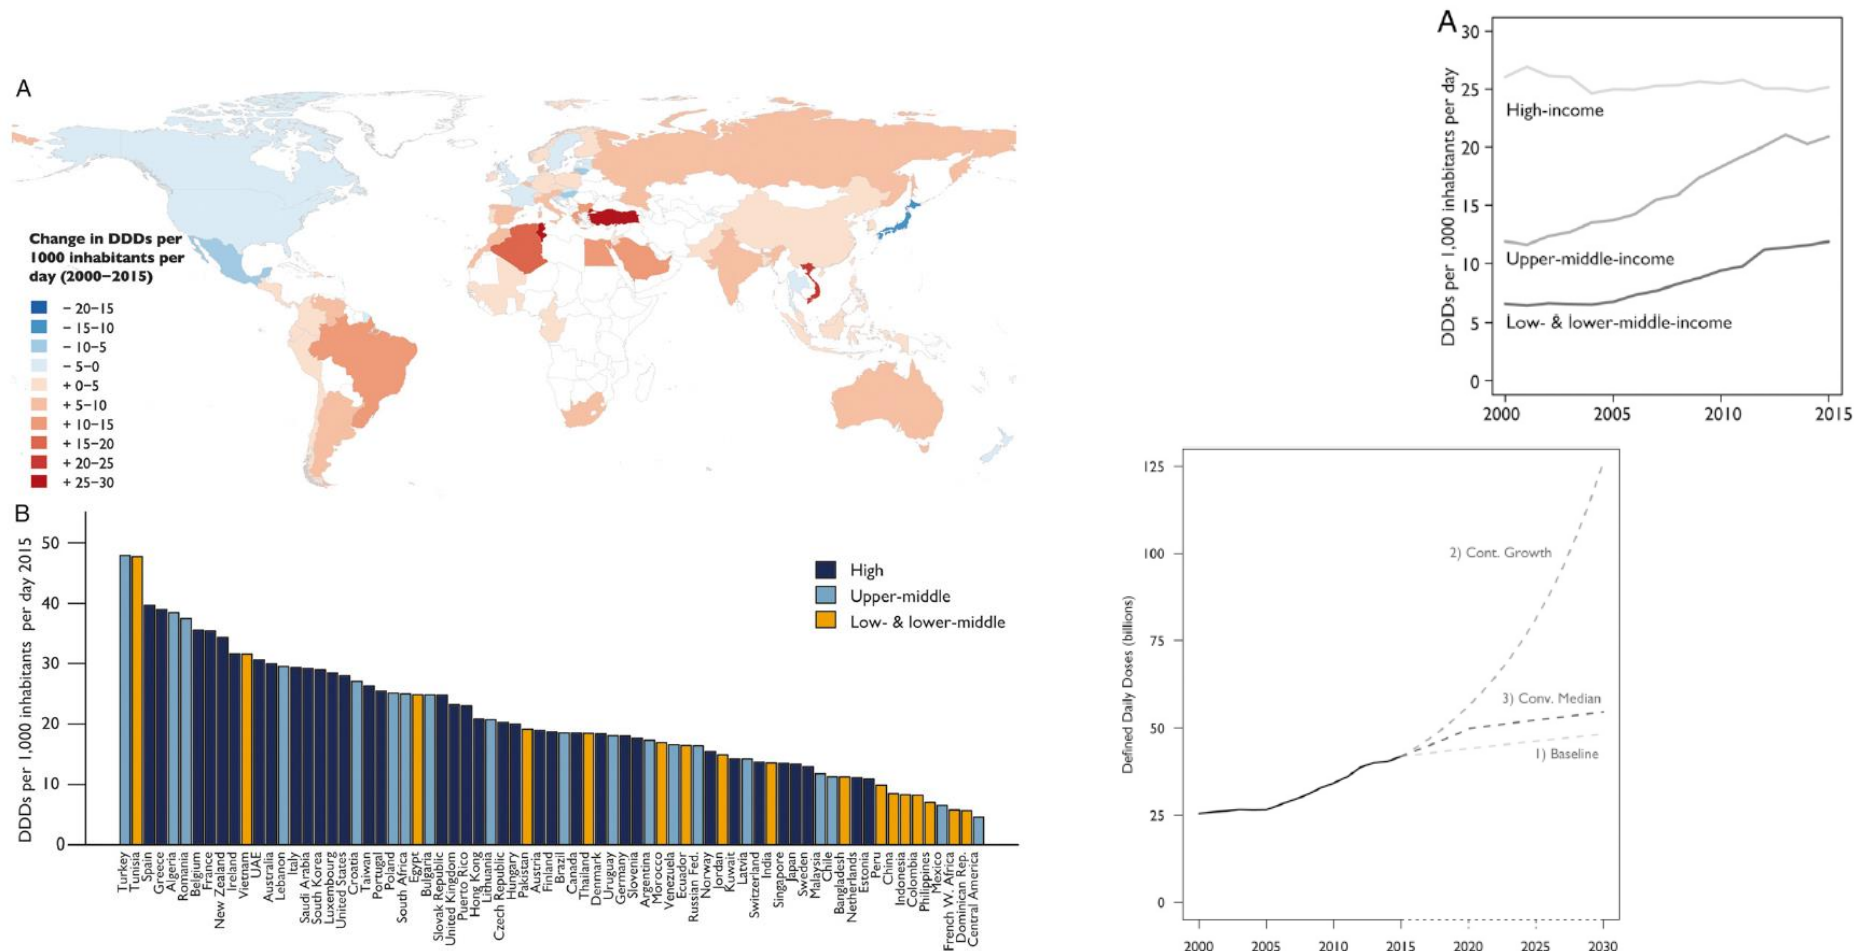 A
Change in DDDs per
1000 inhabitants per
day (2000–2015)
- 20–15
- 15–10
- 10–5
- 5–0
+ 0–5
+ 5–10
+ 10–15
+ 15–20
+ 20–25
+ 25–30
B
DDDs per 1,000 inhabitants per day 2015
50
40
30
20
10
0
High
Upper-middle
Low- & lower-middle
Turkey
Tunisia
Spain
Greece
Algeria
Romania
Belgium
France
New Zealand
Ireland
Vietnam
UAE
Australia
Lebanon
Italy
Saudi Arabia
South Korea
Luxembourg
United States
Croatia
Taiwan
Portugal
Poland
South Africa
Egypt
Bulgaria
Slovak Republic
United Kingdom
Puerto Rico
Hong Kong
Lithuania
Czech Republic
Hungary
Pakistan
Austria
Finland
Brazil
Canada
Thailand
Denmark
Uruguay
Germany
Slovenia
Argentina
Morocco
Venezuela
Ecuador
Russian Fed.
Norway
Jordan
Kuwait
Latvia
Switzerland
India
Singapore
Japan
Sweden
Malaysia
Chile
Bangladesh
Netherlands
Estonia
Peru
China
Indonesia
Colombia
Philippines
Mexico
French W. Africa
Dominican Rep.
Central America
A
DDDs per 1,000 inhabitants per day
30
25
20
15
10
5
0
High-income
Upper-middle-income
Low- & lower-middle-income
2000
2005
2010
2015
Defined Daily Doses (billions)
125
100
75
50
25
0
2) Cont. Growth
3) Conv. Median
1) Baseline
2000
2005
2010
2015
2020
2025
2030